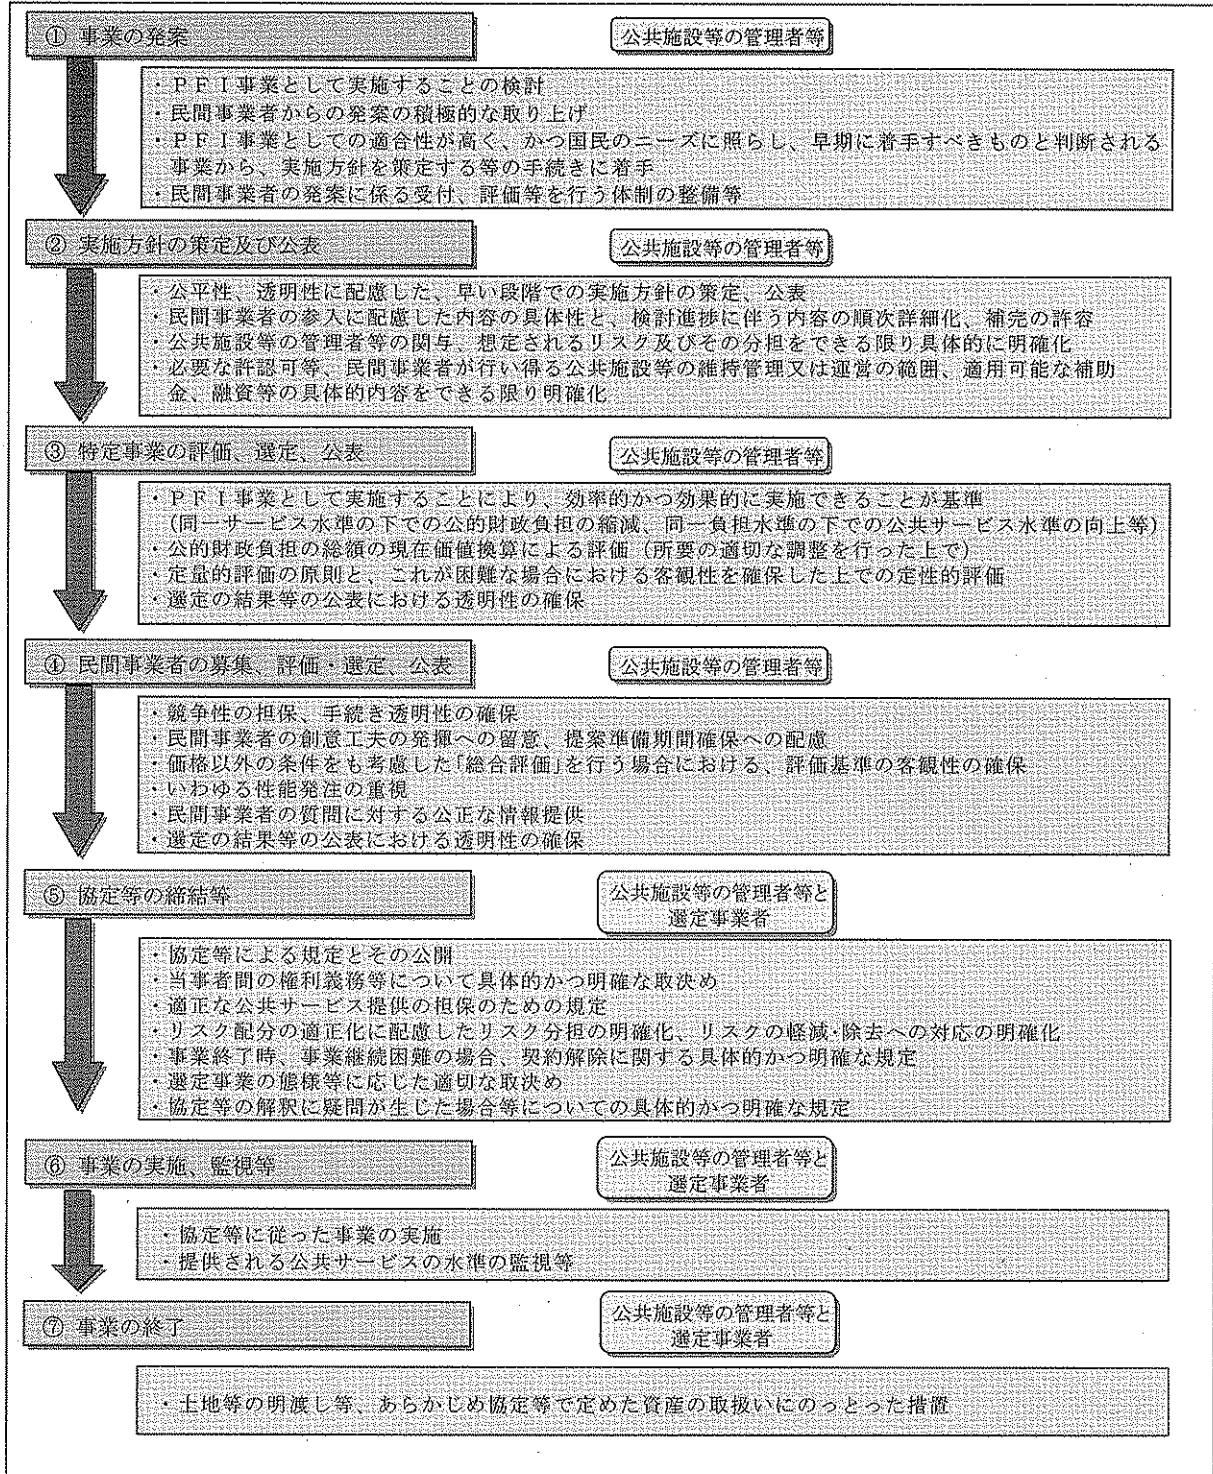 ① 事業の発案
公共施設等の管理者等
・ＰＦＩ事業として実施することの検討
・民間事業者からの発案の積極的な取り上げ
・ＰＦＩ事業としての適合性が高く、かつ国民のニーズに照らし、早期に着手すべきものと判断される
事業から、実施方針を策定する等の手続きに着手
・民間事業者の発案に係る受付、評価等を行う体制の整備等
② 実施方針の策定及び公表
公共施設等の管理者等
・公平性、透明性に配慮した、早い段階での実施方針の策定、公表
・民間事業者の参入に配慮した内容の具体性と、検討進捗に伴う内容の順次詳細化、補完の許容
・公共施設等の管理者等の関与、想定されるリスク及びその分担をできる限り具体的に明確化
・必要な許認可等、民間事業者が行い得る公共施設等の維持管理又は運営の範囲、適用可能な補助
金、融資等の具体的内容をできる限り明確化
③ 特定事業の評価、選定、公表
公共施設等の管理者等
・ＰＦＩ事業として実施することにより、効率的かつ効果的に実施できることが基準
（同一サービス水準の下での公的財政負担の縮減、同一負担水準の下での公共サービス水準の向上等）
・公的財政負担の総額の現在価値換算による評価（所要の適切な調整を行った上で）
・定量的評価の原則と、これが困難な場合における客観性を確保した上での定性的評価
・選定の結果等の公表における透明性の確保
④ 民間事業者の募集、評価・選定、公表
公共施設等の管理者等
・競争性の担保、手続き透明性の確保
・民間事業者の創意工夫の発揮への留意、提案準備期間確保への配慮
・価格以外の条件をも考慮した｢総合評価｣を行う場合における、評価基準の客観性の確保
・いわゆる性能発注の重視
・民間事業者の質問に対する公正な情報提供
・選定の結果等の公表における透明性の確保
⑤ 協定等の締結等
公共施設等の管理者等と
選定事業者
・協定等による規定とその公開
・当事者間の権利義務等について具体的かつ明確な取決め
・適正な公共サービス提供の担保のための規定
・リスク配分の適正化に配慮したリスク分担の明確化、リスクの軽減･除去への対応の明確化
・事業終了時、事業継続困難の場合、契約解除に関する具体的かつ明確な規定
・選定事業の態様等に応じた適切な取決め
・協定等の解釈に疑問が生じた場合等についての具体的かつ明確な規定
⑥ 事業の実施、監視等
公共施設等の管理者等と
選定事業者
・協定等に従った事業の実施
・提供される公共サービスの水準の監視等
⑦ 事業の終了
公共施設等の管理者等と
選定事業者
・土地等の明渡し等、あらかじめ協定等で定めた資産の取扱いにのっとった措置